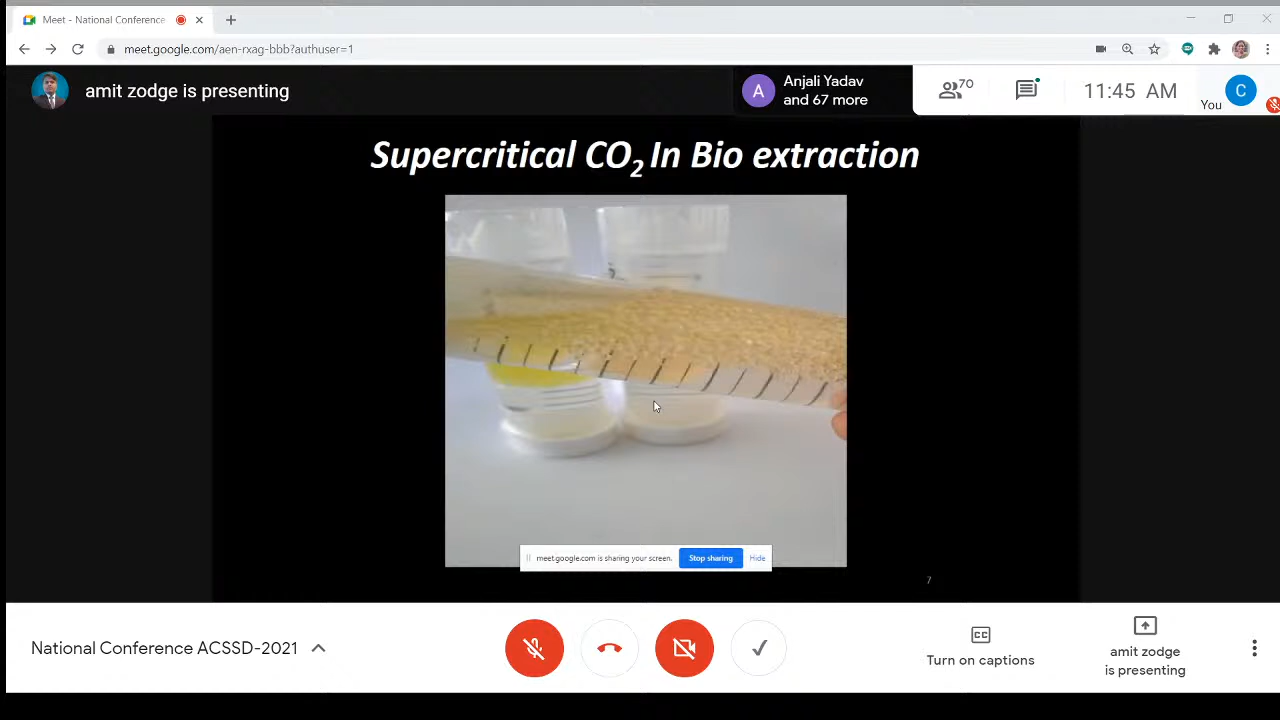 Meet - National Conference
meet.google.com/aen-rxag-bbb?authuser=1
amit zodge is presenting
A
Anjali Yadav
and 67 more
70
11:45 AM
You
C
Supercritical CO2 In Bio extraction
meet.google.com is sharing your screen.
Stop sharing
Hide
7
National Conference ACSSD-2021
CC
Turn on captions
amit zodge
is presenting